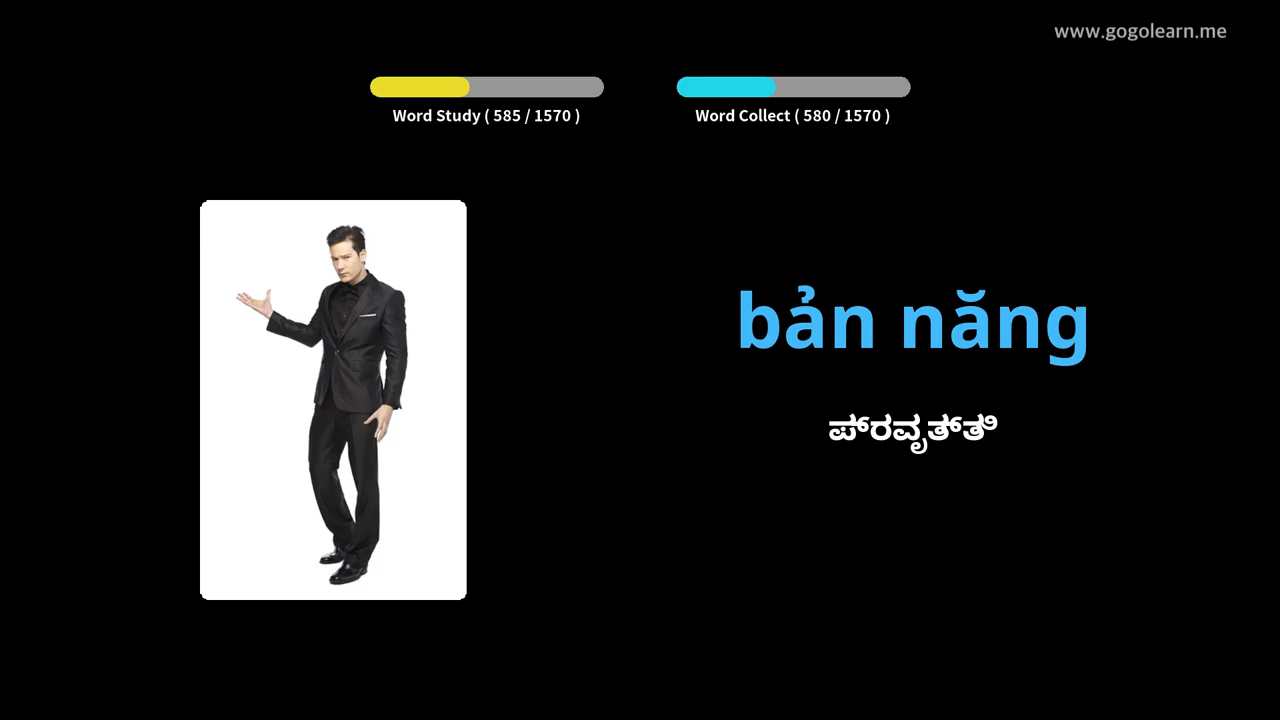 www.gogolearn.me
Word Study ( 585 / 1570 )
Word Collect ( 580 / 1570 )
bản năng
ಪ್ರವೃತ್ತಿ